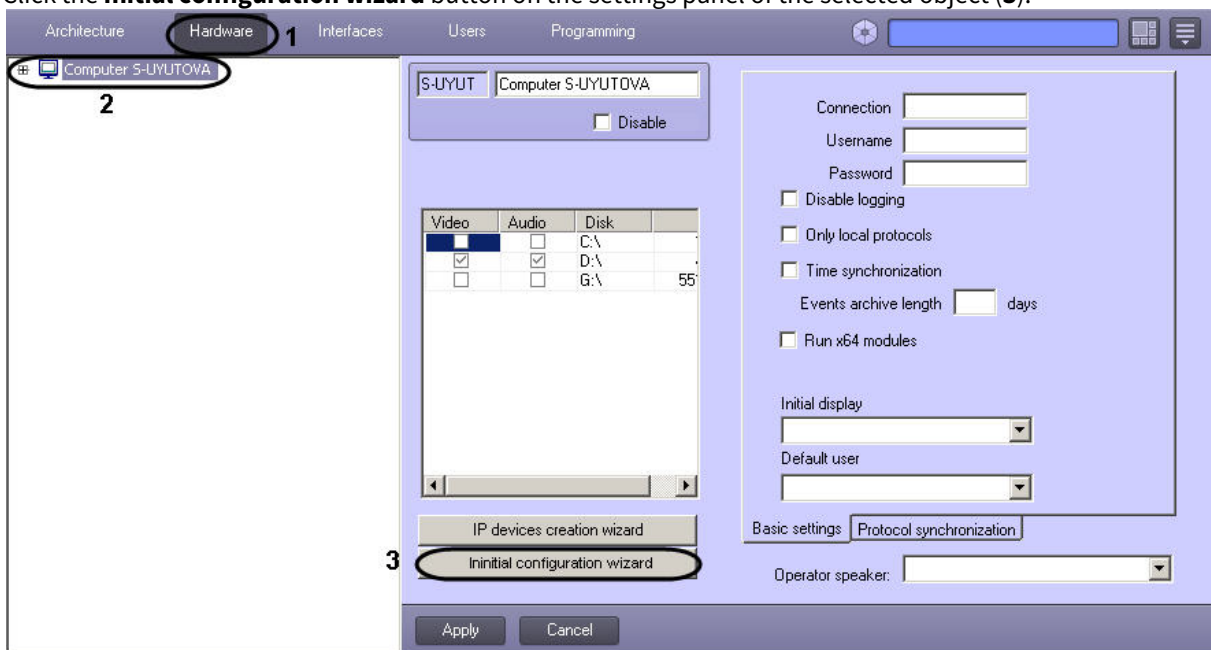 Click the Initial configuration wizard button on the settings panel of the selected object (3).
Architecture Hardware 1 Interfaces Users Programming
Computer S-UYUTOVA
2
S-UYUT Computer S-UYUTOVA
Disable
Video Audio Disk
C:\
D:\
G:\ 55
IP devices creation wizard
3 Ininitial configuration wizard
Connection
Username
Password
Disable logging
Only local protocols
Time synchronization
Events archive length days
Run x64 modules
Initial display
Default user
Basic settings Protocol synchronization
Operator speaker:
Apply Cancel